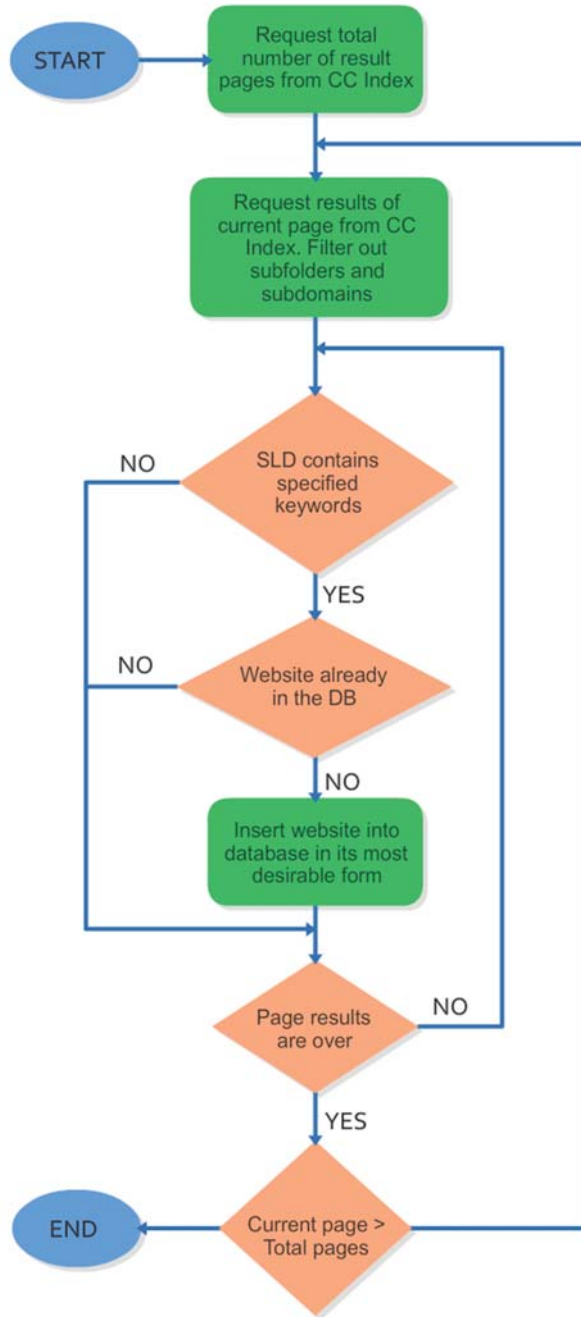 START
Request total
number of result
pages from CC Index
Request results of
current page from CC
Index. Filter out
subfolders and
subdomains
NO
SLD contains
specified
keywords
YES
NO
Website already
in the DB
NO
Insert website into
database in its most
desirable form
Page results
are over
NO
YES
END
Current page >
Total pages